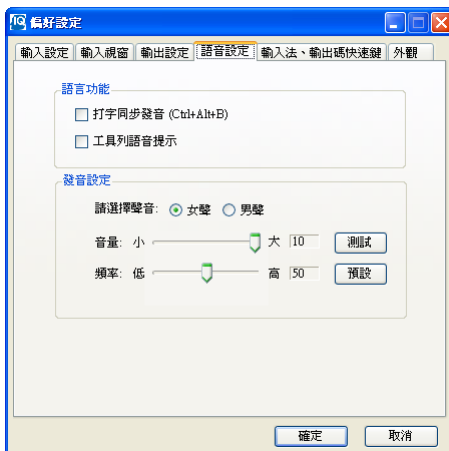 IQ 偏好設定
輸入設定 輸入視窗 輸出設定 語音設定 輸入法、輸出碼快速鍵 外觀
語言功能
打字同步發音 (Ctrl+Alt+B)
工具列語音提示
發音設定
請選擇聲音: 女聲 男聲
音量: 小 大 10 測試
頻率: 低 高 50 預設
確定 取消